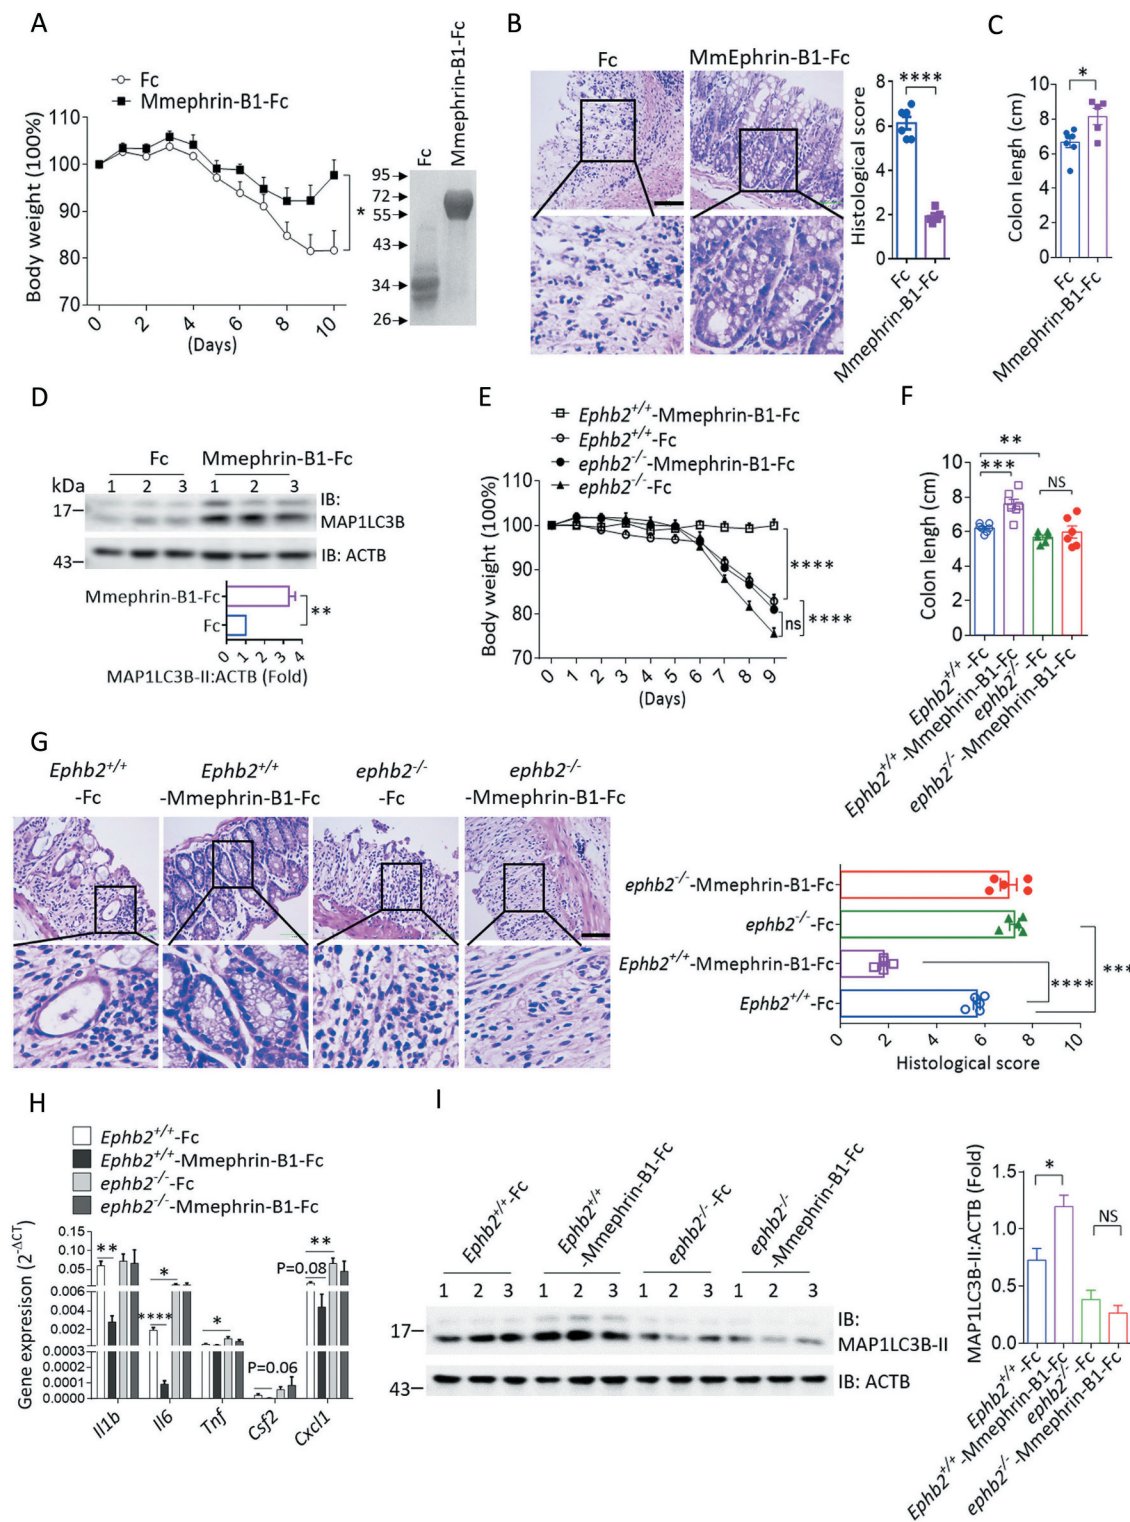 A
Fc
Mmephrin-B1-Fc
Body weight (100%)
110
100
90
80
70
0
2
4
6
8
10
(Days)
*
Fc
Mmephrin-B1-Fc
95
72
55
43
34
26
B
Fc
MmEphrin-B1-Fc
Histological score
8
6
4
2
0
****
Fc
Mmephrin-B1-Fc
C
Colon lengh (cm)
10
8
6
4
2
0
*
Fc
Mmephrin-B1-Fc
D
Fc
Mmephrin-B1-Fc
kDa
1 2 3 1 2 3
17
IB:
MAP1LC3B
43
IB: ACTB
Mmephrin-B1-Fc
Fc
**
0 1 2 3 4
MAP1LC3B-II:ACTB (Fold)
E
Ephb2+/+-Mmephrin-B1-Fc
Ephb2+/+-Fc
ephb2-/--Mmephrin-B1-Fc
ephb2-/--Fc
Body weight (100%)
110
100
90
80
70
0 1 2 3 4 5 6 7 8 9
(Days)
****
ns
****
F
Colon lengh (cm)
10
8
6
4
2
0
**
***
NS
Ephb2+/+ -Fc
Ephb2+/+ -Mmephrin-B1-Fc
ephb2-/- -Fc
ephb2-/- -Mmephrin-B1-Fc
G
Ephb2+/+
-Fc
Ephb2+/+
-Mmephrin-B1-Fc
ephb2-/-
-Fc
ephb2-/-
-Mmephrin-B1-Fc
ephb2-/--Mmephrin-B1-Fc
ephb2-/--Fc
Ephb2+/+-Mmephrin-B1-Fc
Ephb2+/+-Fc
****
***
0 2 4 6 8 10
Histological score
H
Ephb2+/+-Fc
Ephb2+/+-Mmephrin-B1-Fc
ephb2-/--Fc
ephb2-/--Mmephrin-B1-Fc
Gene expresision (2-ΔCT)
0.15
0.10
0.05
0.006
0.004
0.002
0.0003
0.0002
0.0001
0.0000
**
****
*
*
P=0.06
P=0.08
**
Il1b
Il6
Tnf
Csf2
Cxcl1
I
Ephb2+/+-Fc
Ephb2+/+
-Mmephrin-B1-Fc
ephb2-/- -Fc
ephb2-/-
-Mmephrin-B1-Fc
1 2 3 1 2 3 1 2 3 1 2 3
17
IB:
MAP1LC3B-II
43
IB: ACTB
MAP1LC3B-II:ACTB (Fold)
1.5
1.0
0.5
0.0
*
NS
Ephb2+/+ -Fc
Ephb2+/+ -Mmephrin-B1-Fc
ephb2-/- -Fc
ephb2-/- -Mmephrin-B1-Fc